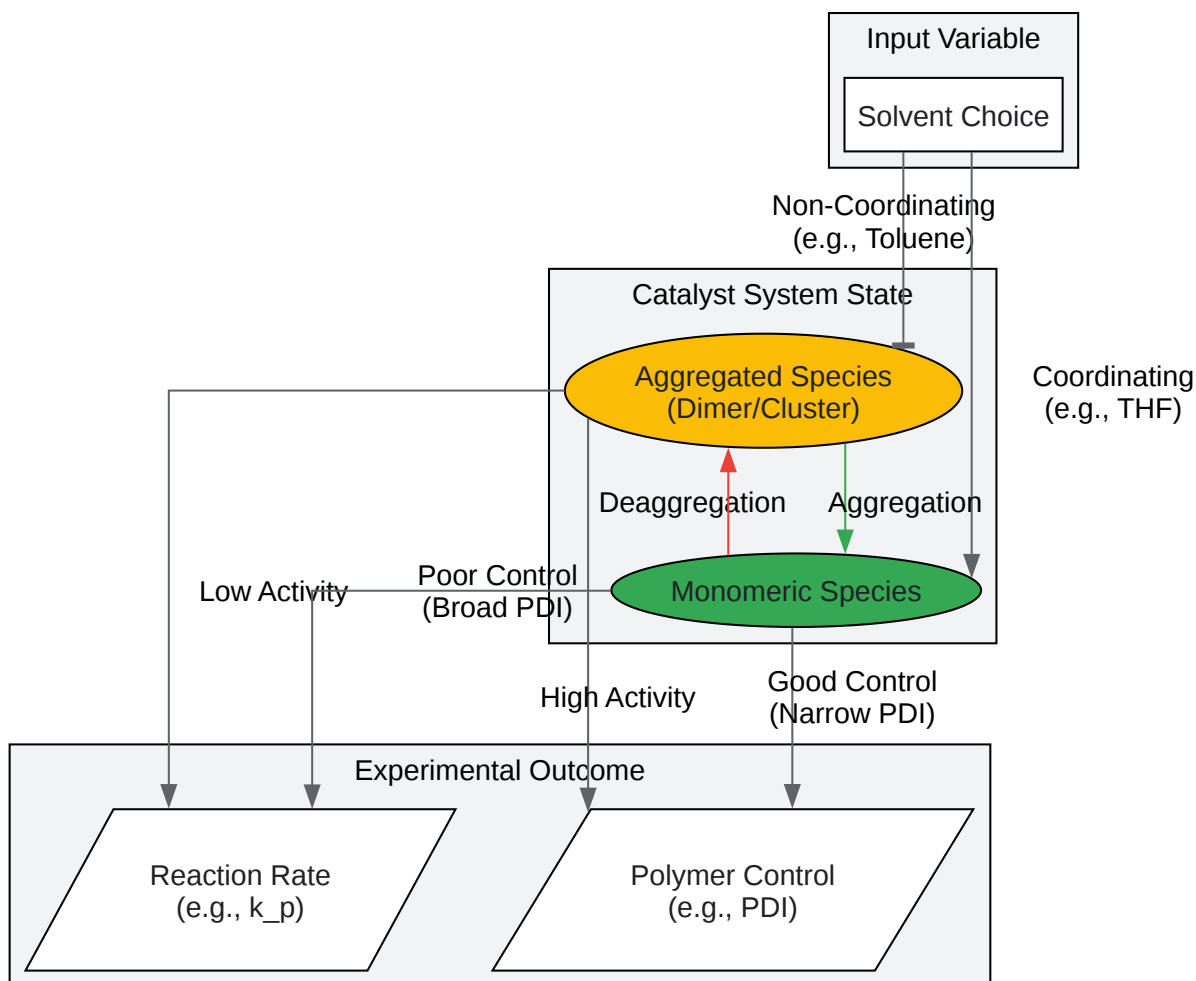 Input Variable
Solvent Choice
Non-Coordinating
(e.g., Toluene)
Catalyst System State
Aggregated Species
(Dimer/Cluster)
Coordinating
(e.g., THF)
Deaggregation
Aggregation
Low Activity
Poor Control
(Broad PDI)
Monomeric Species
High Activity
Good Control
(Narrow PDI)
Experimental Outcome
Reaction Rate
(e.g., k_p)
Polymer Control
(e.g., PDI)